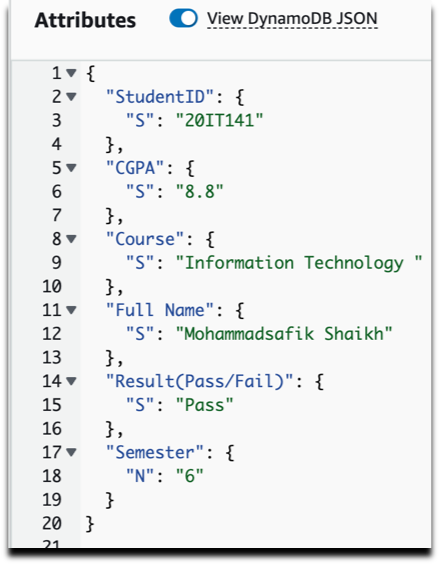 Attributes View DynamoDB JSON
1 {
2 "StudentID": {
3 "S": "20IT141"
4 },
5 "CGPA": {
6 "S": "8.8"
7 },
8 "Course": {
9 "S": "Information Technology "
10 },
11 "Full Name": {
12 "S": "Mohammadsafik Shaikh"
13 },
14 "Result(Pass/Fail)": {
15 "S": "Pass"
16 },
17 "Semester": {
18 "N": "6"
19 }
20 }
21